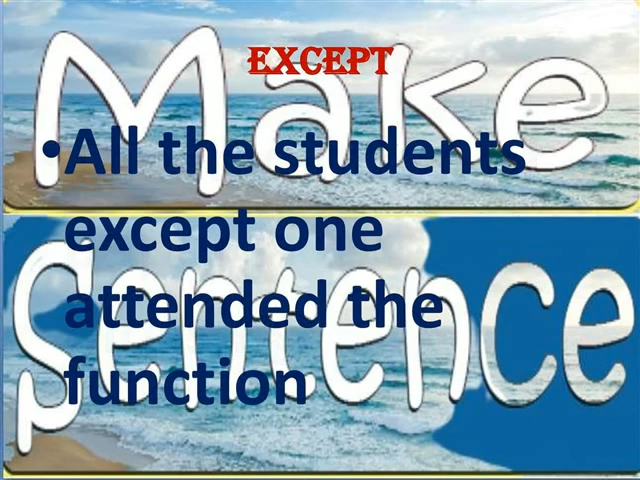 Make
EXCEPT
•All the students
except one
attended the
function
Sentence